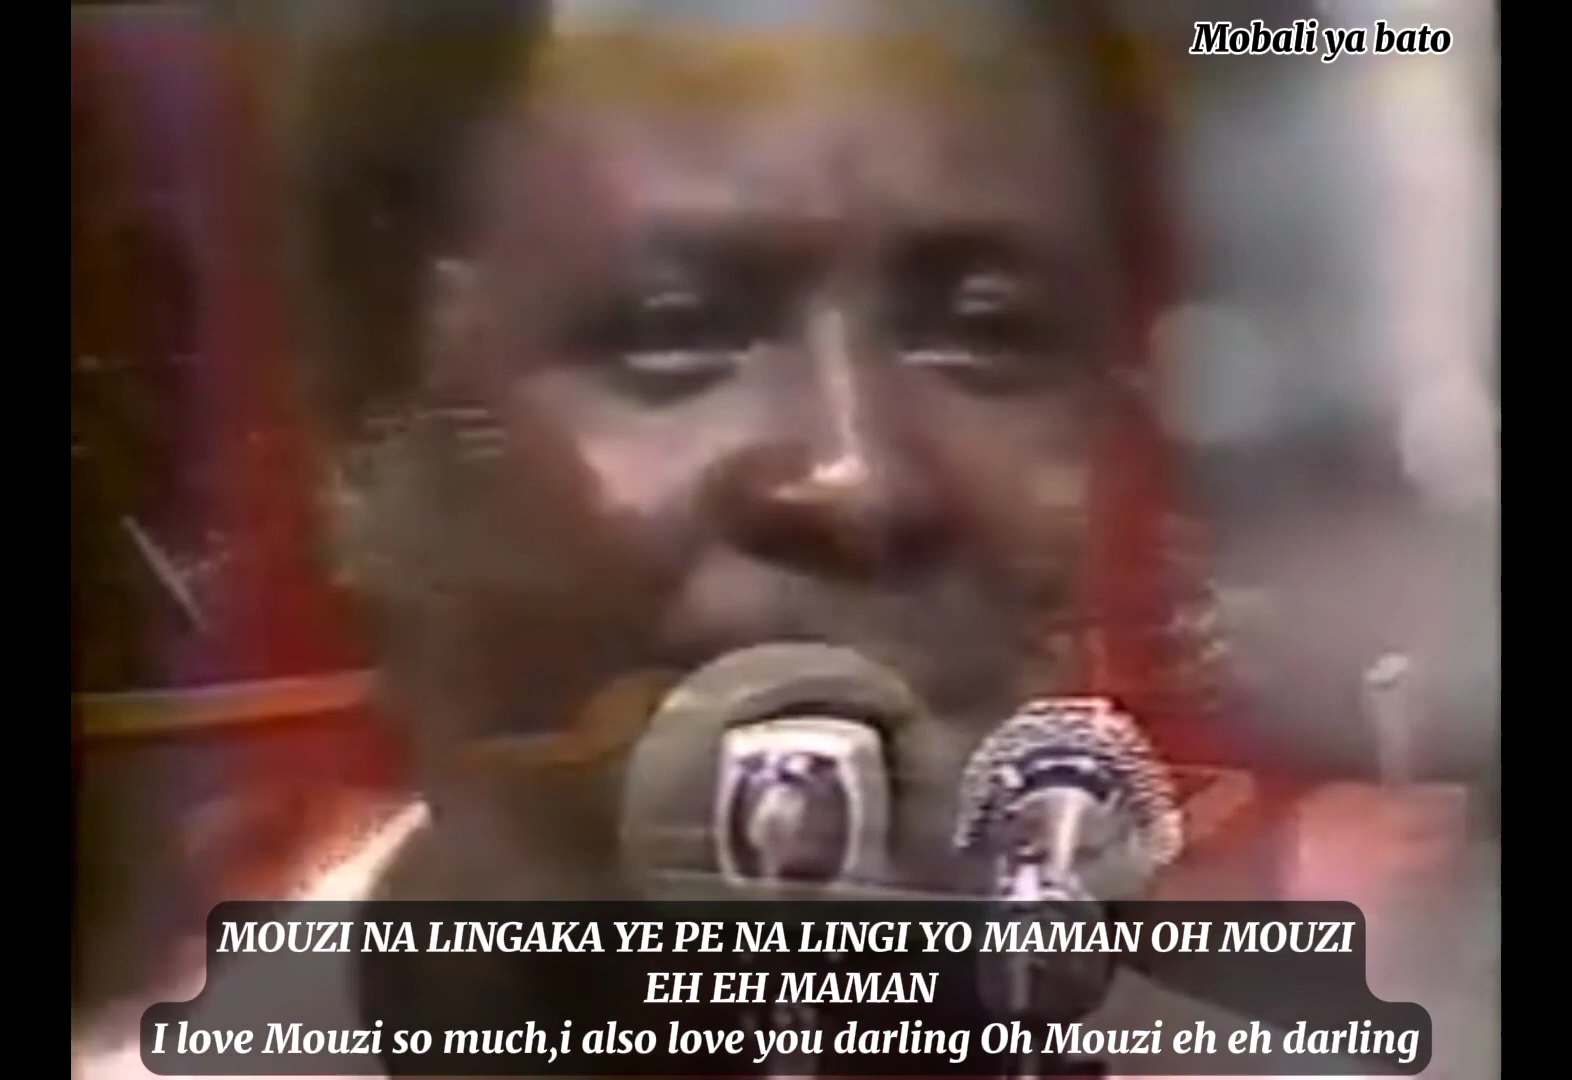 Mobali ya bato
MOUZI NA LINGAKA YE PE NA LINGI YO MAMAN OH MOUZI
EH EH MAMAN
I love Mouzi so much,i also love you darling Oh Mouzi eh eh darling